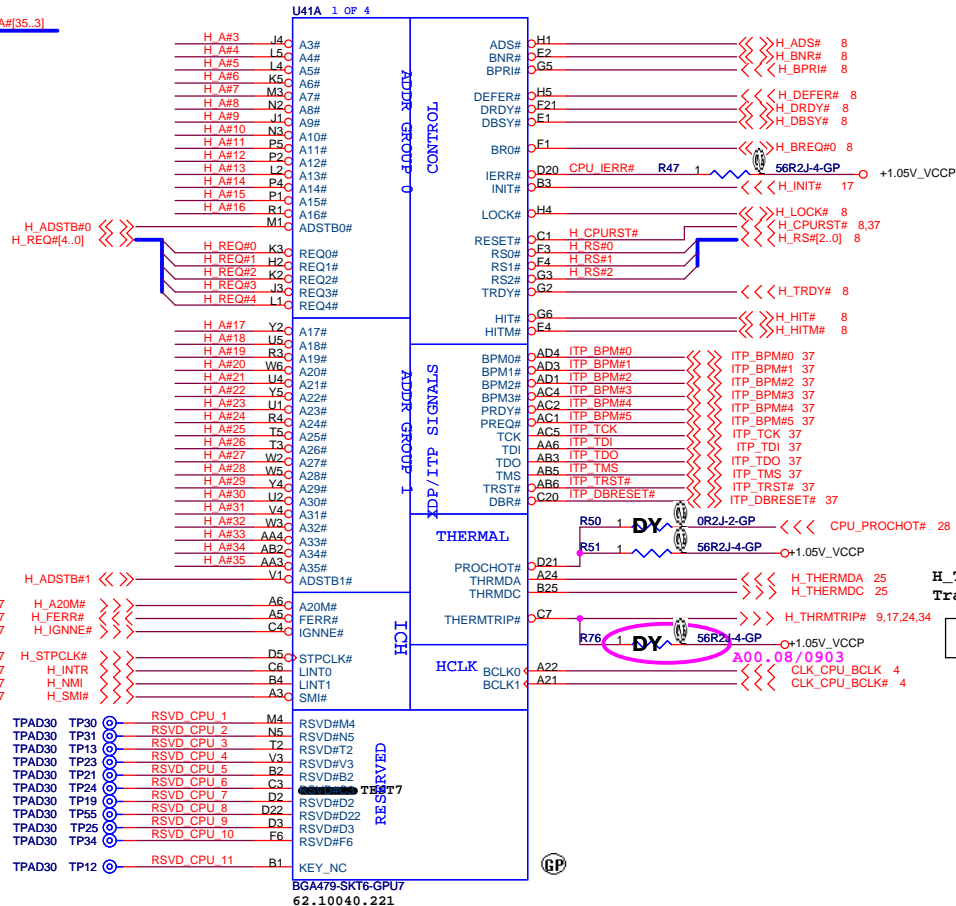 U41A 1 OF 4
A#[35..3]
H_A#3 J4 A3# ADS# H1 H_ADS# 8
H_A#4 L5 A4# BNR# E2 H_BNR# 8
H_A#5 L4 A5# BPRI# G5 H_BPRI# 8
H_A#6 K5 A6#
H_A#7 M3 A7# DEFER# H5 H_DEFER# 8
H_A#8 N2 A8# DRDY# F21 H_DRDY# 8
H_A#9 J1 A9# DBSY# E1 H_DBSY# 8
H_A#10 N3 A10#
H_A#11 P5 A11# BR0# F1 H_BREQ#0 8
H_A#12 P2 A12#
H_A#13 L2 A13# IERR# D20 CPU_IERR# R47 1 56R2J-4-GP +1.05V_VCCP
H_A#14 P4 A14# INIT# B3 H_INIT# 17
H_A#15 P1 A15#
H_A#16 R1 A16# LOCK# H4 H_LOCK# 8
H_ADSTB#0 M1 ADSTB0#
ADDR GROUP 0
CONTROL
RESET# C1 H_CPURST# H_CPURST# 8,37
H_REQ#[4..0]
RS0# F3 H_RS#0 H_RS#[2..0] 8
H_REQ#0 K3 REQ0# RS1# F4 H_RS#1
H_REQ#1 H2 REQ1# RS2# G3 H_RS#2
H_REQ#2 K2 REQ2# TRDY# G2 H_TRDY# 8
H_REQ#3 J3 REQ3#
H_REQ#4 L1 REQ4# HIT# G6 H_HIT# 8
HITM# E4 H_HITM# 8
H_A#17 Y2 A17#
H_A#18 U5 A18#
H_A#19 R3 A19# BPM0# AD4 ITP_BPM#0 ITP_BPM#0 37
H_A#20 W6 A20# BPM1# AD3 ITP_BPM#1 ITP_BPM#1 37
H_A#21 U4 A21# BPM2# AD1 ITP_BPM#2 ITP_BPM#2 37
H_A#22 Y5 A22# BPM3# AC4 ITP_BPM#3 ITP_BPM#3 37
H_A#23 U1 A23# PRDY# AC2 ITP_BPM#4 ITP_BPM#4 37
H_A#24 R4 A24# PREQ# AC1 ITP_BPM#5 ITP_BPM#5 37
H_A#25 T5 A25# TCK AC5 ITP_TCK ITP_TCK 37
H_A#26 T3 A26# TDI AA6 ITP_TDI ITP_TDI 37
H_A#27 W2 A27# TDO AB3 ITP_TDO ITP_TDO 37
H_A#28 W5 A28# TMS AB5 ITP_TMS ITP_TMS 37
H_A#29 Y4 A29# TRST# AB6 ITP_TRST# ITP_TRST# 37
H_A#30 U2 A30# DBR# C20 ITP_DBRESET# ITP_DBRESET# 37
H_A#31 V4 A31#
H_A#32 W3 A32#
H_A#33 AA4 A33#
H_A#34 AB2 A34#
H_A#35 AA3 A35#
H_ADSTB#1 V1 ADSTB1#
ADDR GROUP 1
XDP/ITP SIGNALS
R50 1 DY 0R2J-2-GP CPU_PROCHOT# 28
THERMAL
R51 1 56R2J-4-GP +1.05V_VCCP
PROCHOT# D21
THRMDA A24 H_THERMDA 25
THRMDC B25 H_THERMDC 25
H_T
Tra
7 H_A20M# A6 A20M#
7 H_FERR# A5 FERR# THERMTRIP# C7 H_THRMTRIP# 9,17,24,34
7 H_IGNNE# C4 IGNNE#
R76 1 DY 56R2J-4-GP +1.05V_VCCP
A00.08/0903
ICH
7 H_STPCLK# D5 STPCLK#
7 H_INTR C6 LINT0 HCLK BCLK0 A22 CLK_CPU_BCLK 4
7 H_NMI B4 LINT1 BCLK1 A21 CLK_CPU_BCLK# 4
7 H_SMI# A3 SMI#
TPAD30 TP30 RSVD_CPU_1 M4 RSVD#M4
TPAD30 TP31 RSVD_CPU_2 N5 RSVD#N5
TPAD30 TP13 RSVD_CPU_3 T2 RSVD#T2
TPAD30 TP23 RSVD_CPU_4 V3 RSVD#V3
TPAD30 TP21 RSVD_CPU_5 B2 RSVD#B2
TPAD30 TP24 RSVD_CPU_6 C3 RSVD#C3 TEST7
TPAD30 TP19 RSVD_CPU_7 D2 RSVD#D2
TPAD30 TP55 RSVD_CPU_8 D22 RSVD#D22
TPAD30 TP25 RSVD_CPU_9 D3 RSVD#D3
TPAD30 TP34 RSVD_CPU_10 F6 RSVD#F6
RESERVED
TPAD30 TP12 RSVD_CPU_11 B1 KEY_NC
GP
BGA479-SKT6-GPU7
62.10040.221